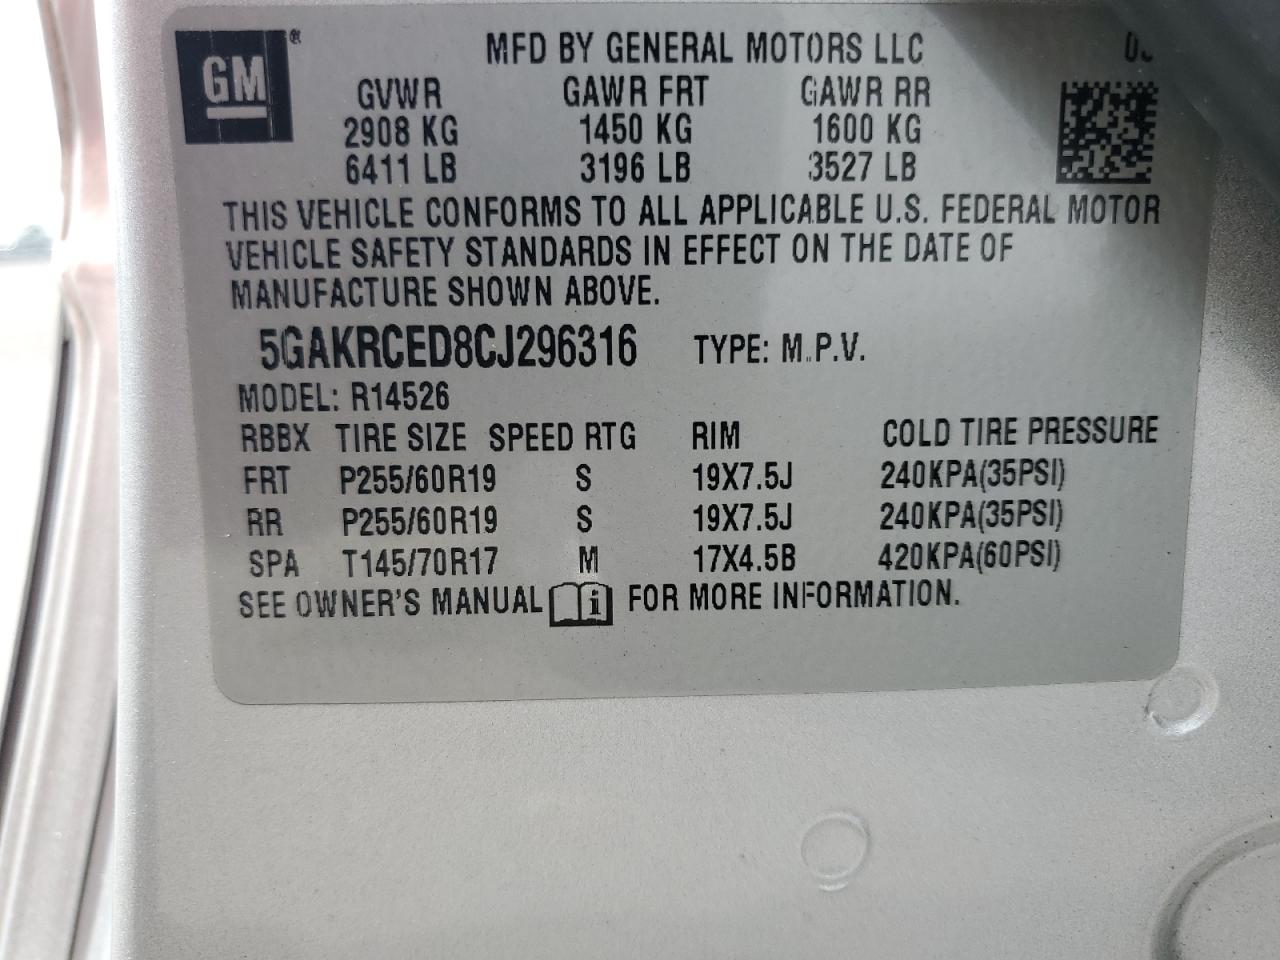 GM®
MFD BY GENERAL MOTORS LLC
GVWR GAWR FRT GAWR RR
2908 KG 1450 KG 1600 KG
6411 LB 3196 LB 3527 LB
THIS VEHICLE CONFORMS TO ALL APPLICABLE U.S. FEDERAL MOTOR
VEHICLE SAFETY STANDARDS IN EFFECT ON THE DATE OF
MANUFACTURE SHOWN ABOVE.
5GAKRCED8CJ296316 TYPE: M.P.V.
MODEL: R14526
RBBX TIRE SIZE SPEED RTG RIM COLD TIRE PRESSURE
FRT P255/60R19 S 19X7.5J 240KPA(35PSI)
RR P255/60R19 S 19X7.5J 240KPA(35PSI)
SPA T145/70R17 M 17X4.5B 420KPA(60PSI)
SEE OWNER'S MANUAL i FOR MORE INFORMATION.